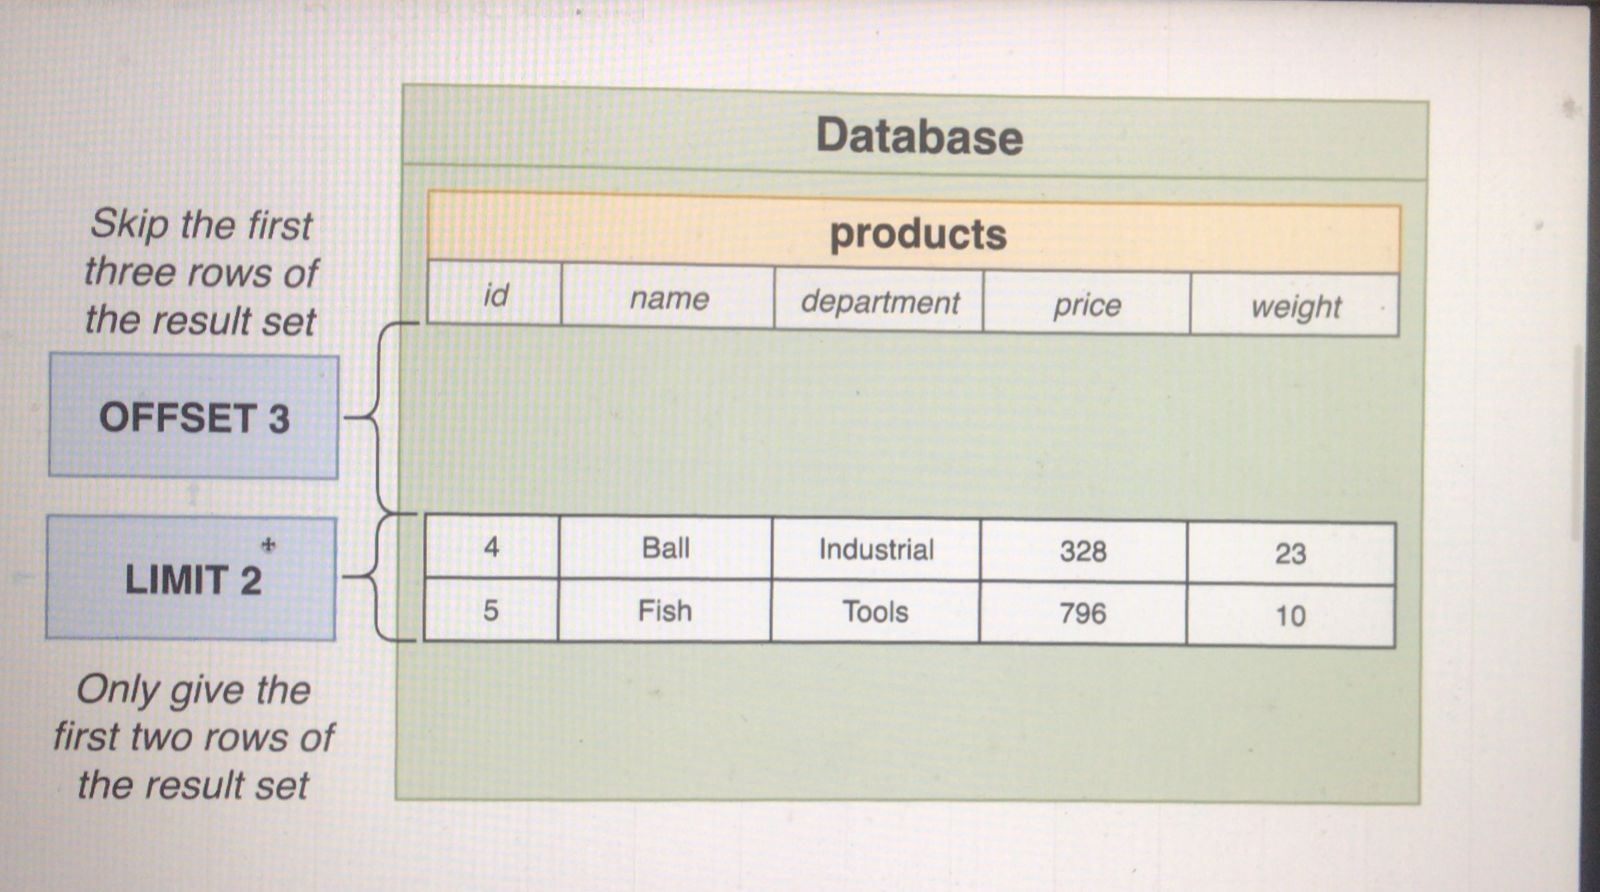 Database
products
id name department price weight
Skip the first
three rows of
the result set
OFFSET 3
LIMIT 2
4 Ball Industrial 328 23
5 Fish Tools 796 10
Only give the
first two rows of
the result set